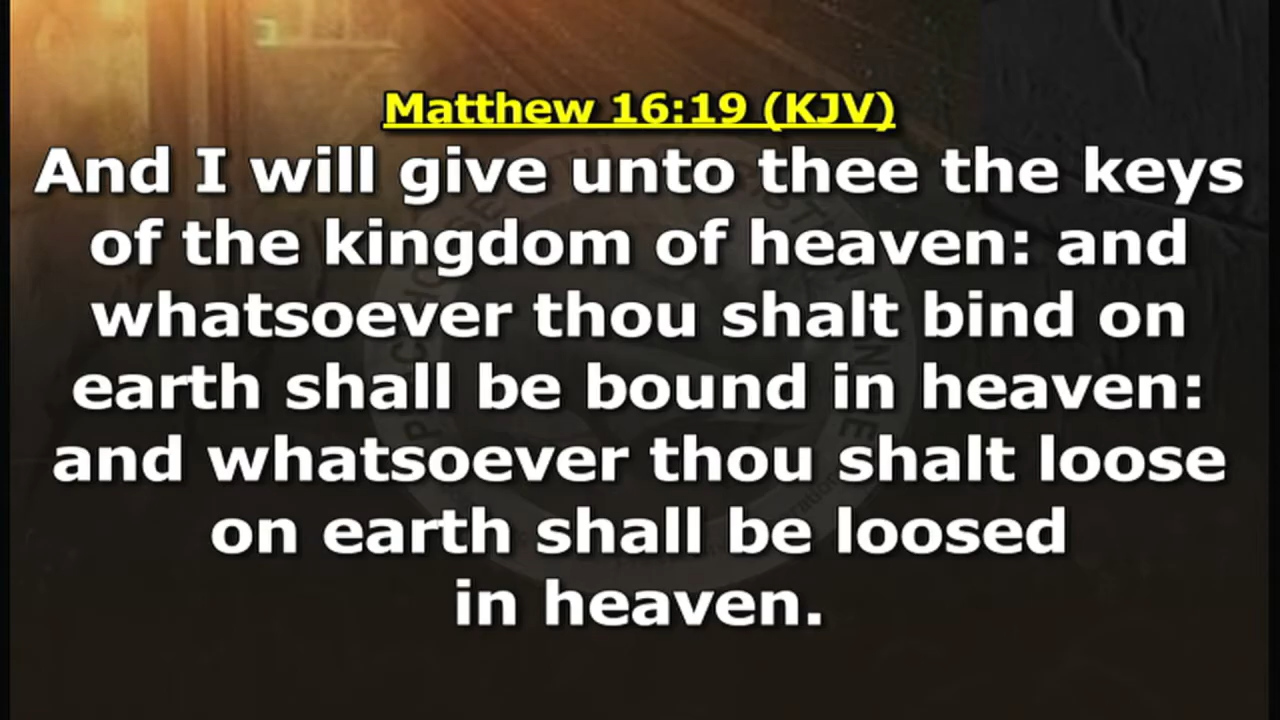 Matthew 16:19 (KJV)
And I will give unto thee the keys
of the kingdom of heaven: and
whatsoever thou shalt bind on
earth shall be bound in heaven:
and whatsoever thou shalt loose
on earth shall be loosed
in heaven.